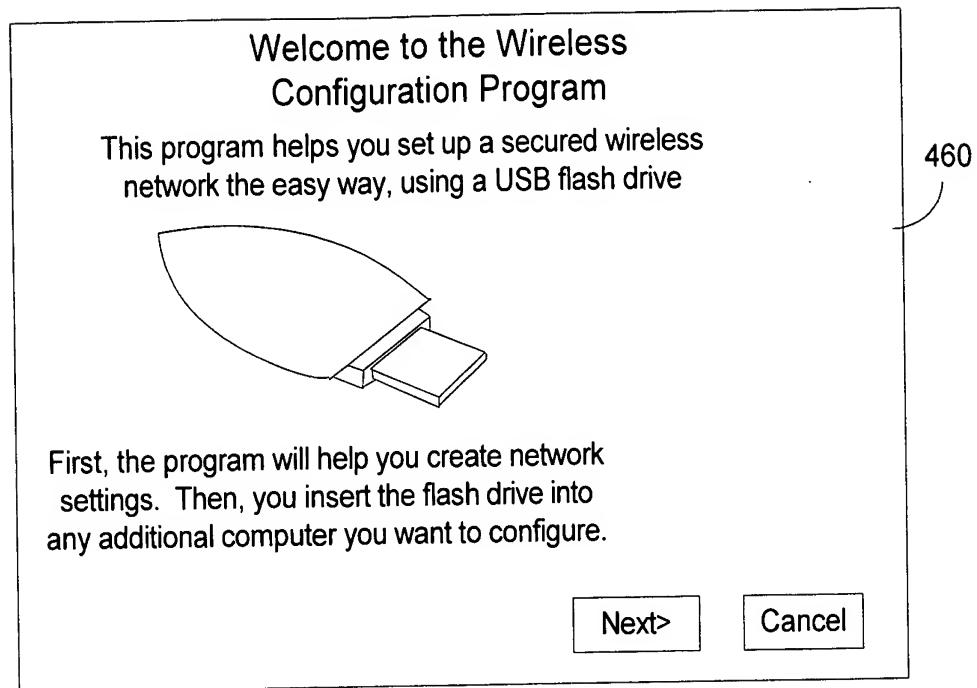 Welcome to the Wireless
Configuration Program
This program helps you set up a secured wireless
network the easy way, using a USB flash drive
460
First, the program will help you create network
settings. Then, you insert the flash drive into
any additional computer you want to configure.
Next>
Cancel